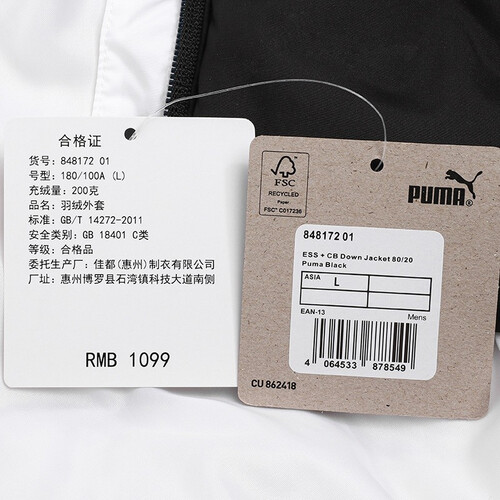 合格证
货号: 848172 01
号型: 180/100A (L)
充绒量: 200克
品名: 羽绒外套
标准: GB/T 14272-2011
安全类别: GB 18401 C类
等级: 合格品
委托生产厂: 佳都(惠州)制衣有限公司
厂址: 惠州博罗县石湾镇科技大道南侧
RMB 1099
FSC
RECYCLED
Paper
FSC® C017236
PUMA®
848172 01
ESS + CB Down Jacket 80/20
Puma Black
ASIA L
EAN-13
Mens
4 064533 878549
CU 862418